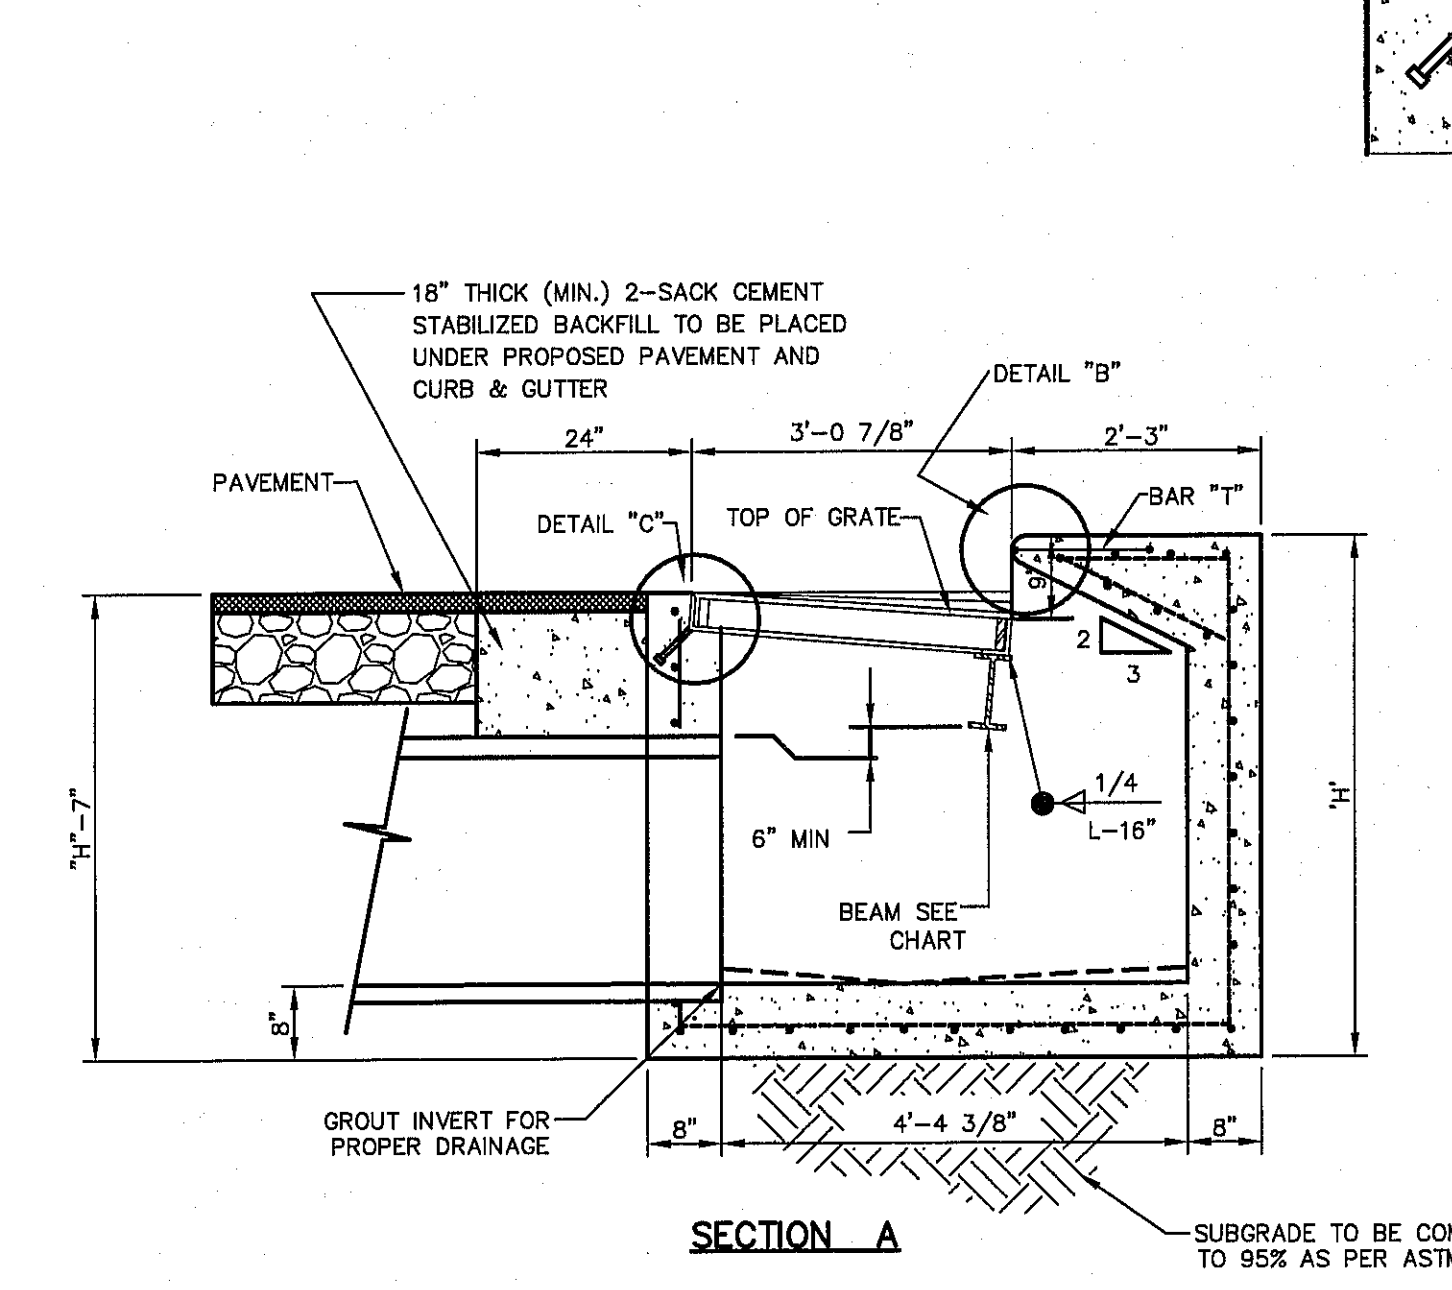 18" THICK (MIN.) 2-SACK CEMENT
STABILIZED BACKFILL TO BE PLACED
UNDER PROPOSED PAVEMENT AND
CURB & GUTTER
DETAIL "B"
24"
3'-0 7/8"
2'-3"
PAVEMENT
BAR "T"
DETAIL "C"
TOP OF GRATE
9"
2
3
"H"-7"
'H'
1/4
L-16"
6" MIN
BEAM SEE
CHART
8"
GROUT INVERT FOR
PROPER DRAINAGE
8"
4'-4 3/8"
8"
SECTION A
SUBGRADE TO BE
TO 95% AS PER